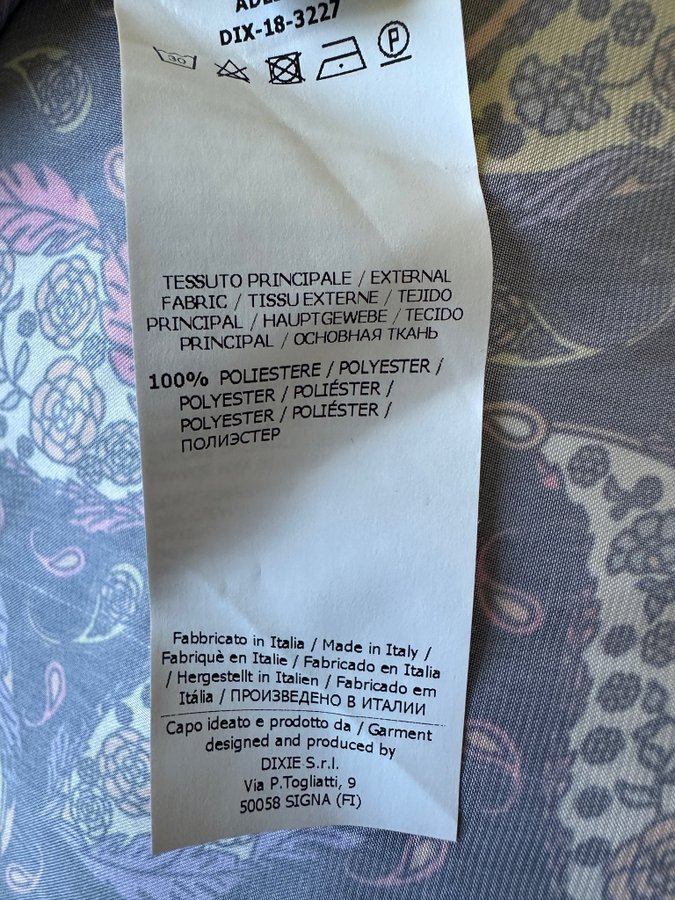 DIX-18-3227
30
P
TESSUTO PRINCIPALE / EXTERNAL
FABRIC / TISSU EXTERNE / TEJIDO
PRINCIPAL / HAUPTGEWEBE / TECIDO
PRINCIPAL / ОСНОВНАЯ ТКАНЬ
100% POLIESTERE / POLYESTER /
POLYESTER / POLIÉSTER /
POLYESTER / POLIÉSTER /
ПОЛИЭСТЕР
Fabbricato in Italia / Made in Italy /
Fabriquè en Italie / Fabricado en Italia
/ Hergestellt in Italien / Fabricado em
Itália / ПРОИЗВЕДЕНО В ИТАЛИИ
Capo ideato e prodotto da / Garment
designed and produced by
DIXIE S.r.l.
Via P.Togliatti, 9
50058 SIGNA (FI)